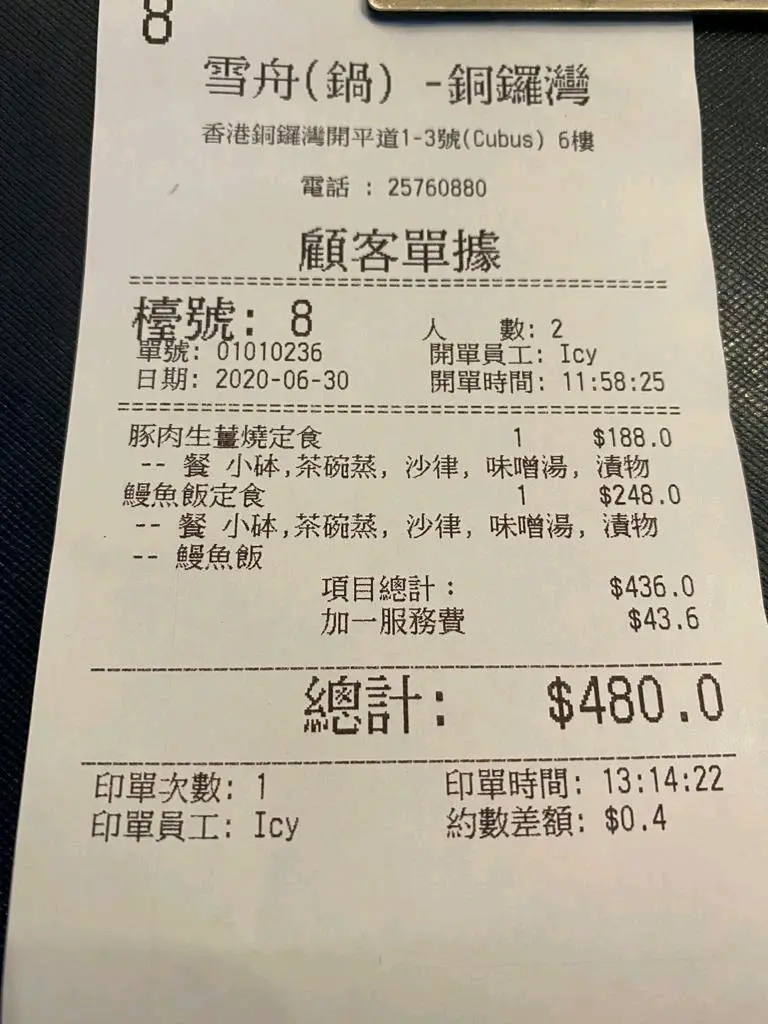 8
雪舟(鍋) -銅鑼灣
香港銅鑼灣開平道1-3號(Cubus) 6樓
電話 : 25760880
顧客單據
檯號: 8 人 數: 2
單號: 01010236 開單員工: Icy
日期: 2020-06-30 開單時間: 11:58:25
豚肉生薑燒定食 1 $188.0
-- 餐 小砵,茶碗蒸, 沙律, 味噌湯, 漬物
鰻魚飯定食 1 $248.0
-- 餐 小砵,茶碗蒸, 沙律, 味噌湯, 漬物
-- 鰻魚飯
項目總計: $436.0
加一服務費 $43.6
總計: $480.0
印單次數: 1 印單時間: 13:14:22
印單員工: Icy 約數差額: $0.4